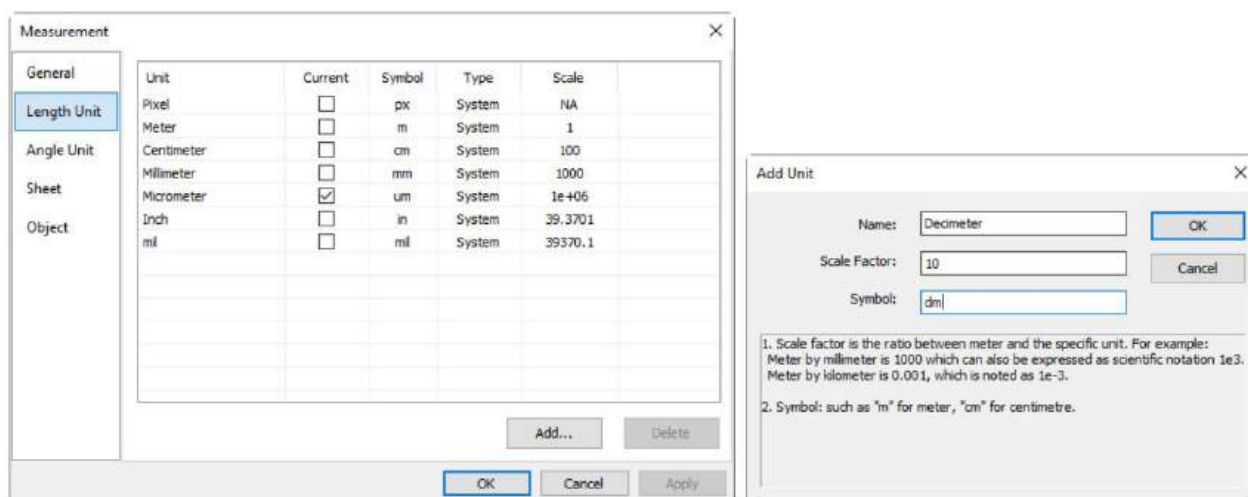 Measurement
General
Length Unit
Angle Unit
Sheet
Object
Unit Current Symbol Type Scale
Pixel px System NA
Meter m System 1
Centimeter cm System 100
Millimeter mm System 1000
Micrometer um System 1e+06
Inch in System 39.3701
mil mil System 39370.1
Add... Delete
OK Cancel Apply
Add Unit
Name: Decimeter OK
Scale Factor: 10 Cancel
Symbol: dm
1. Scale factor is the ratio between meter and the specific unit. For example:
Meter by milimeter is 1000 which can also be expressed as scientific notation 1e3.
Meter by kilometer is 0.001, which is noted as 1e-3.
2. Symbol: such as "m" for meter, "cm" for centimetre.